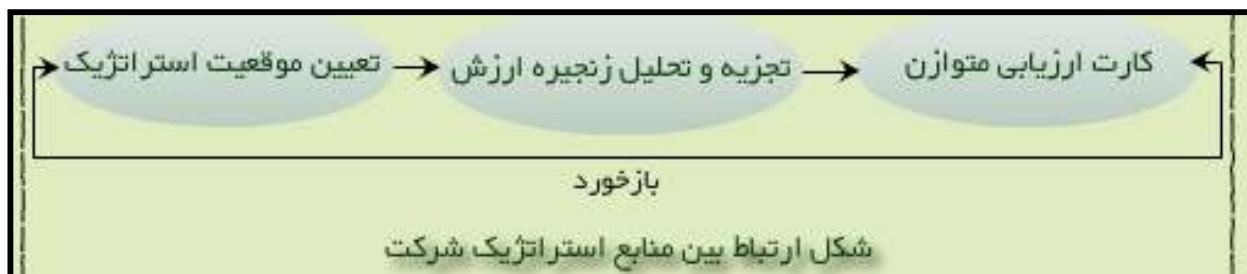 کارت ارزیابی متوازن
تجزیه و تحلیل زنجیره ارزش
تعیین موقعیت استراتژیک
بازخورد
شکل ارتباط بین منابع استراتژیک شرکت